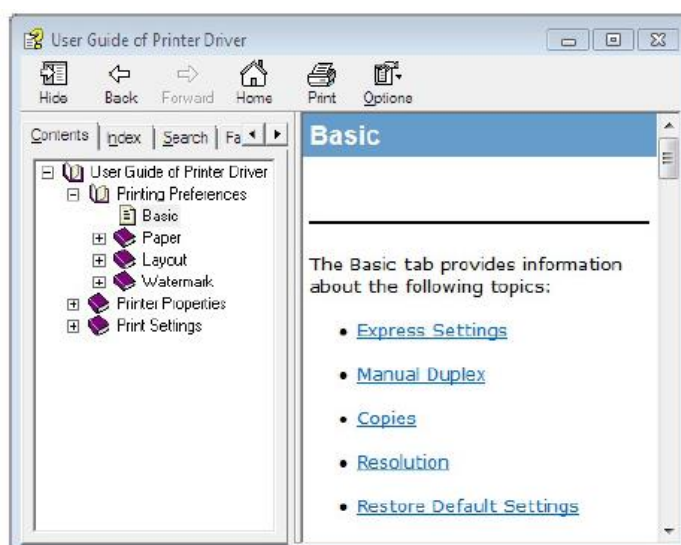 User Guide of Printer Driver
Hide Back Forward Home Print Options
Contents Index Search Fa
User Guide of Printer Driver
Printing Preferences
Basic
Paper
Layout
Watermark
Printer Properties
Print Settings
Basic
The Basic tab provides information
about the following topics:
• Express Settings
• Manual Duplex
• Copies
• Resolution
• Restore Default Settings